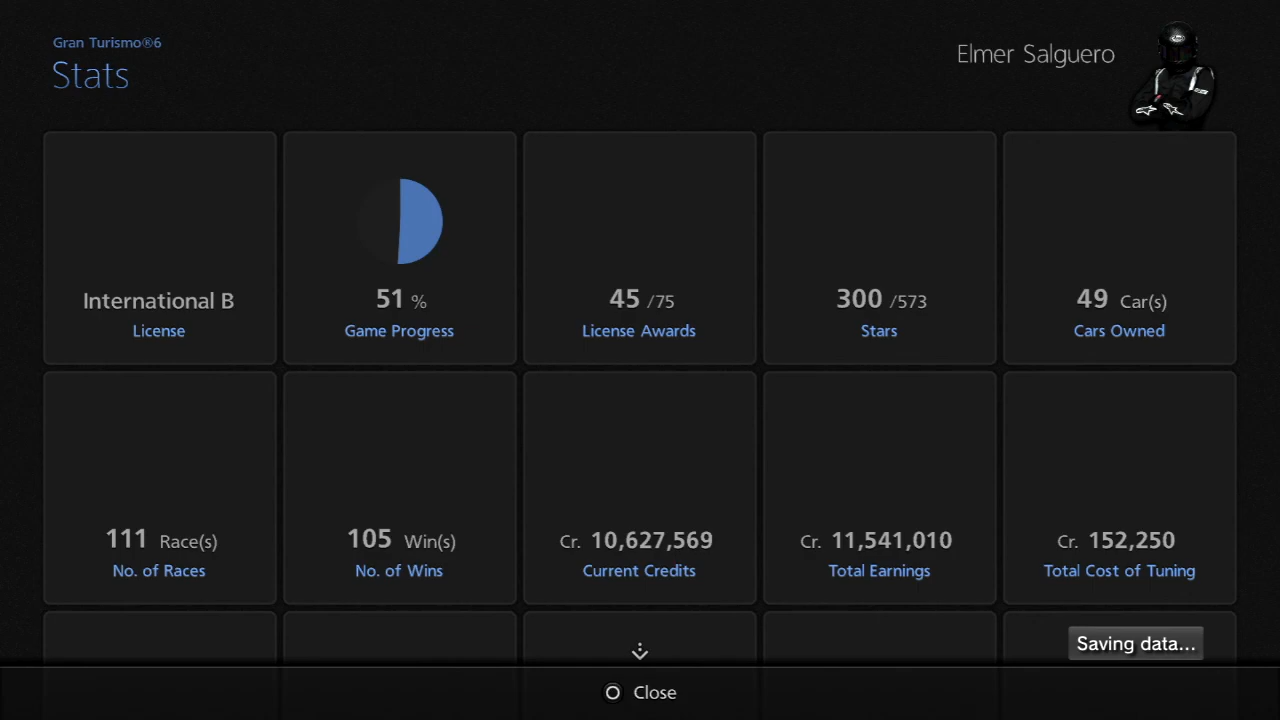 Gran Turismo®6
Stats
Elmer Salguero
International B
License
51 %
Game Progress
45 /75
License Awards
300 /573
Stars
49 Car(s)
Cars Owned
111 Race(s)
No. of Races
105 Win(s)
No. of Wins
Cr. 10,627,569
Current Credits
Cr. 11,541,010
Total Earnings
Cr. 152,250
Total Cost of Tuning
Saving data...
Close